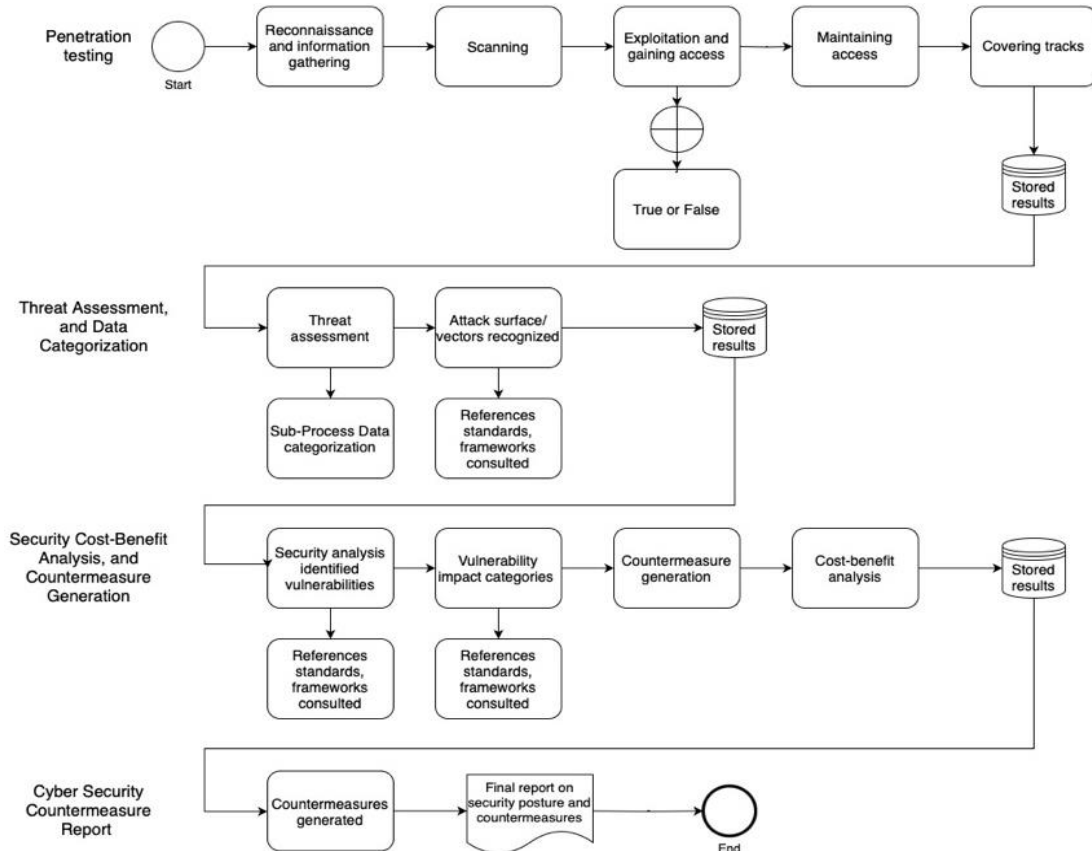 Penetration
testing
Start
Reconnaissance
and information
gathering
Scanning
Exploitation and
gaining access
Maintaining
access
Covering tracks
True or False
Stored
results
Threat Assessment,
and Data
Categorization
Threat
assessment
Attack surface/
vectors recognized
Stored
results
Sub-Process Data
categorization
References
standards,
frameworks
consulted
Security Cost-Benefit
Analysis, and
Countermeasure
Generation
Security analysis
identified
vulnerabilities
Vulnerability
impact categories
Countermeasure
generation
Cost-benefit
analysis
Stored
results
References
standards,
frameworks
consulted
References
standards,
frameworks
consulted
Cyber Security
Countermeasure
Report
Countermeasures
generated
Final report on
security posture and
countermeasures
End